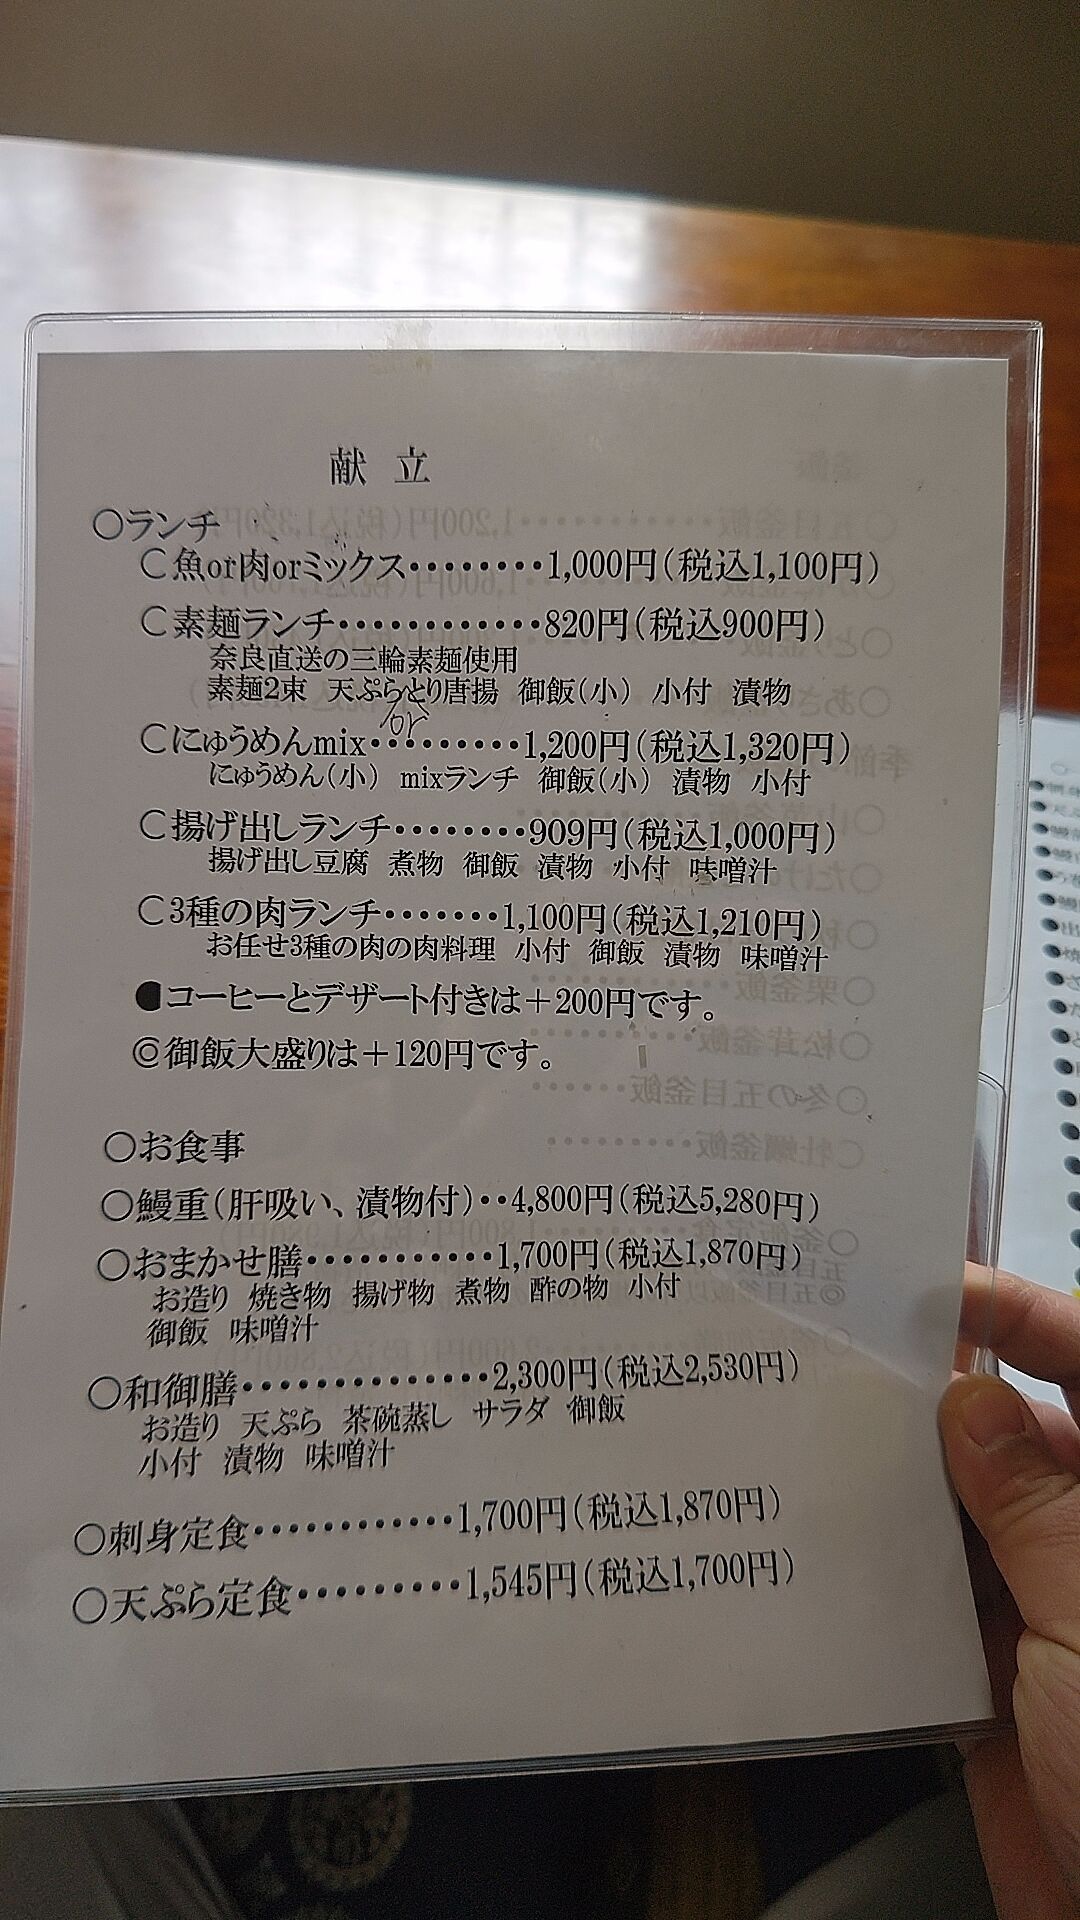 献立
○ランチ
○魚or肉orミックス········1,000円(税込1,100円)
○素麺ランチ············820円(税込900円)
奈良直送の三輪素麺使用
素麺2束 天ぷらorとり唐揚 御飯(小) 小付 漬物
○にゅうめんmix·········1,200円(税込1,320円)
にゅうめん(小) mixランチ 御飯(小) 漬物 小付
○揚げ出しランチ········909円(税込1,000円)
揚げ出し豆腐 煮物 御飯 漬物 小付 味噌汁
○3種の肉ランチ·······1,100円(税込1,210円)
お任せ3種の肉の肉料理 小付 御飯 漬物 味噌汁
●コーヒーとデザート付きは+200円です。
◎御飯大盛りは+120円です。
○お食事
○鰻重(肝吸い、漬物付)··4,800円(税込5,280円)
○おまかせ膳···········1,700円(税込1,870円)
お造り 焼き物 揚げ物 煮物 酢の物 小付
御飯 味噌汁
○和御膳··············2,300円(税込2,530円)
お造り 天ぷら 茶碗蒸し サラダ 御飯
小付 漬物 味噌汁
○刺身定食············1,700円(税込1,870円)
○天ぷら定食·········1,545円(税込1,700円)